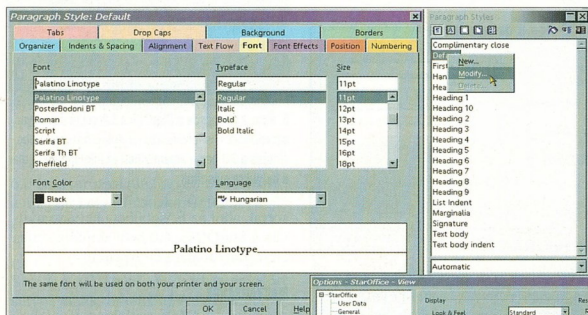 Paragraph Style: Default
Tabs Drop Caps Background Borders
Organizer Indents & Spacing Alignment Text Flow Font Font Effects Position Numbering
Font
Palatino Linotype
Palatino Linotype
PosterBodoni BT
Roman
Script
Serifa BT
Serifa Th BT
Sheffield
Typeface
Regular
Regular
Italic
Bold
Bold Italic
Size
11pt
11pt
12pt
13pt
14pt
15pt
16pt
18pt
Font Color
Black
Language
Hungarian
Palatino Linotype
The same font will be used on both your printer and your screen.
OK Cancel Help
Paragraph Styles
Complimentary close
Default
First
Han
Hea
Heading 1
Heading 10
Heading 2
Heading 3
Heading 4
Heading 5
Heading 6
Heading 7
Heading 8
Heading 9
List Indent
Marginalia
Signature
Text body
Text body indent
Automatic
New...
Modify...
Delete...
Options - StarOffice - View
StarOffice
User Data
General
Display
Look & Feel
Standard
Res